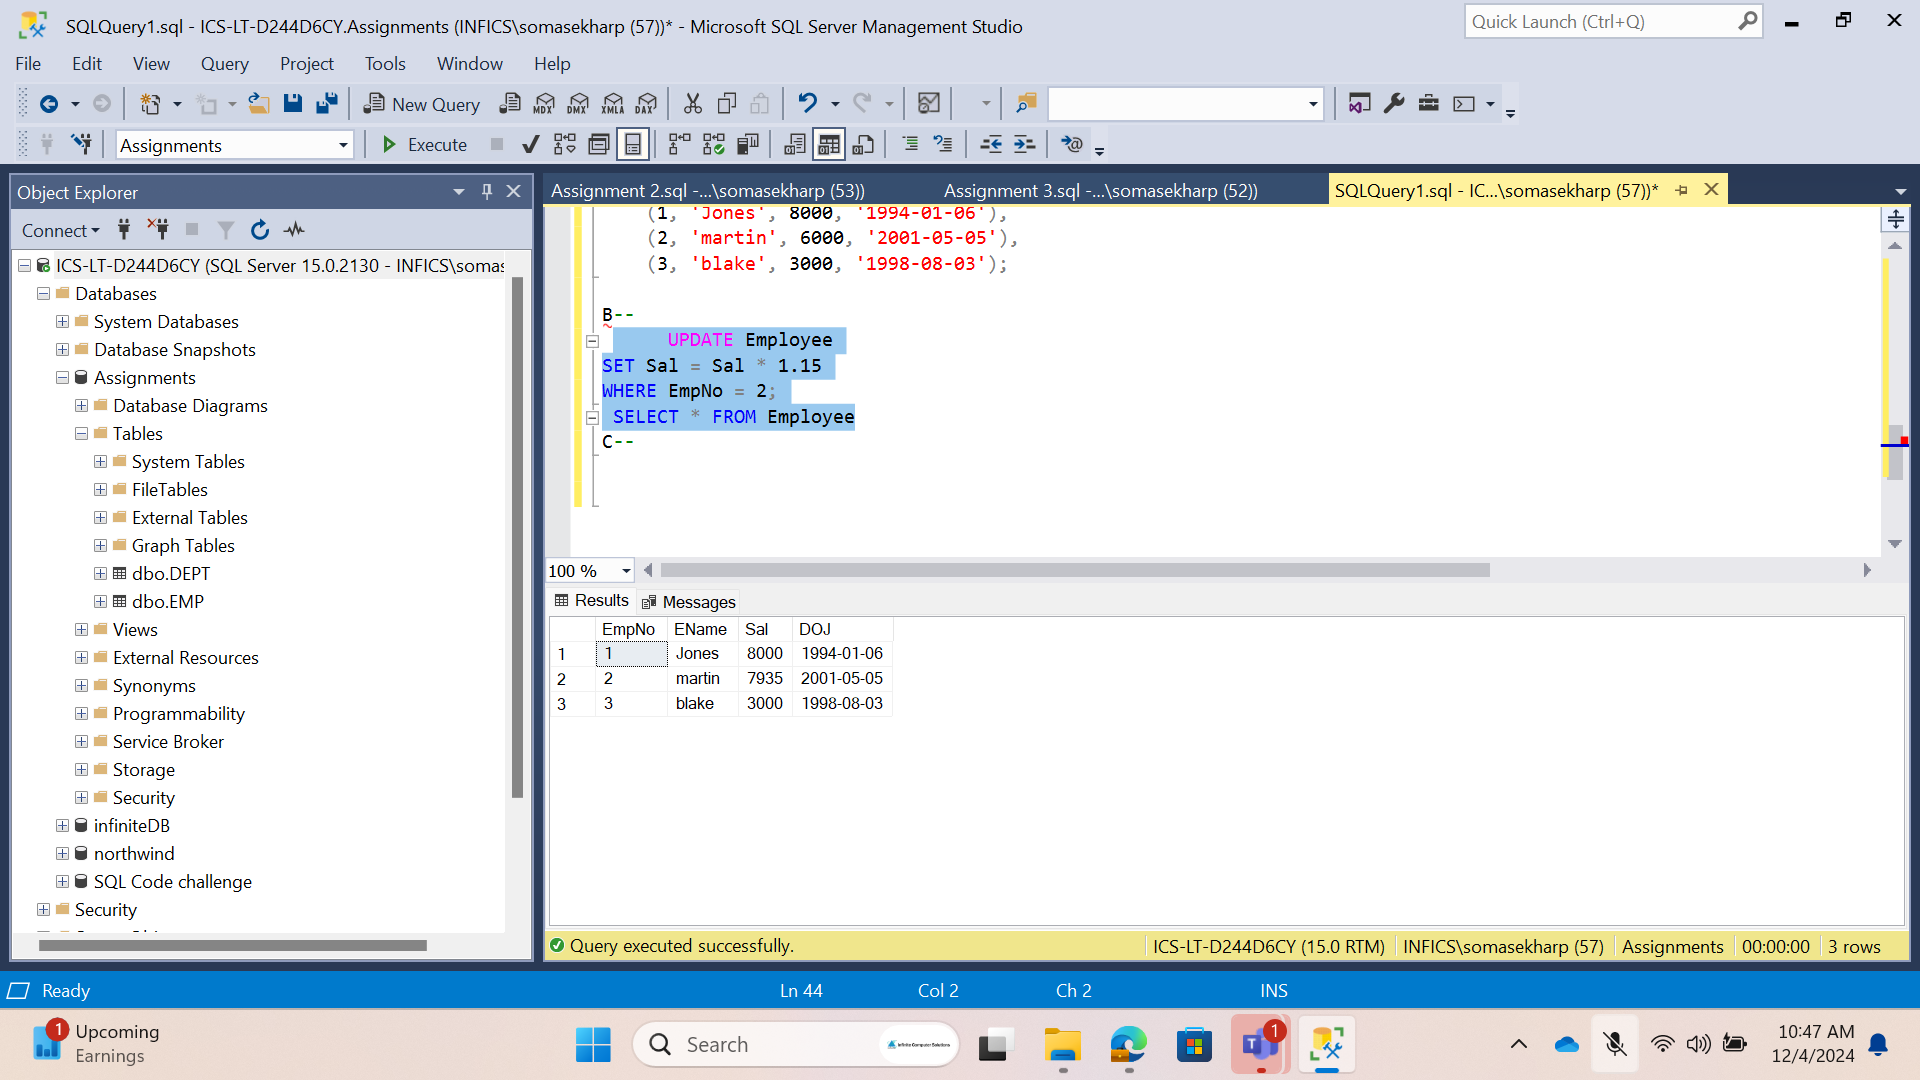 SQLQuery1.sql - ICS-LT-D244D6CY.Assignments (INFICS\somasekharp (57))* - Microsoft SQL Server Management Studio
Quick Launch (Ctrl+Q)
File Edit View Query Project Tools Window Help
New Query MDX DMX XMLA DAX
Assignments Execute
Object Explorer
Connect
ICS-LT-D244D6CY (SQL Server 15.0.2130 - INFICS\somas
Databases
System Databases
Database Snapshots
Assignments
Database Diagrams
Tables
System Tables
FileTables
External Tables
Graph Tables
dbo.DEPT
dbo.EMP
Views
External Resources
Synonyms
Programmability
Service Broker
Storage
Security
infiniteDB
northwind
SQL Code challenge
Security
Assignment 2.sql -...\somasekharp (53))
Assignment 3.sql -...\somasekharp (52))
SQLQuery1.sql - IC...\somasekharp (57))*
(1, 'Jones', 8000, '1994-01-06'),
(2, 'martin', 6000, '2001-05-05'),
(3, 'blake', 3000, '1998-08-03');
B--
UPDATE Employee
SET Sal = Sal * 1.15
WHERE EmpNo = 2;
SELECT * FROM Employee
C--
100 %
Results Messages
EmpNo EName Sal DOJ
1 1 Jones 8000 1994-01-06
2 2 martin 7935 2001-05-05
3 3 blake 3000 1998-08-03
Query executed successfully.
ICS-LT-D244D6CY (15.0 RTM) INFICS\somasekharp (57) Assignments 00:00:00 3 rows
Ready Ln 44 Col 2 Ch 2 INS
1 Upcoming
Earnings
Search
Infinite Computer Solutions
T 1
10:47 AM
12/4/2024